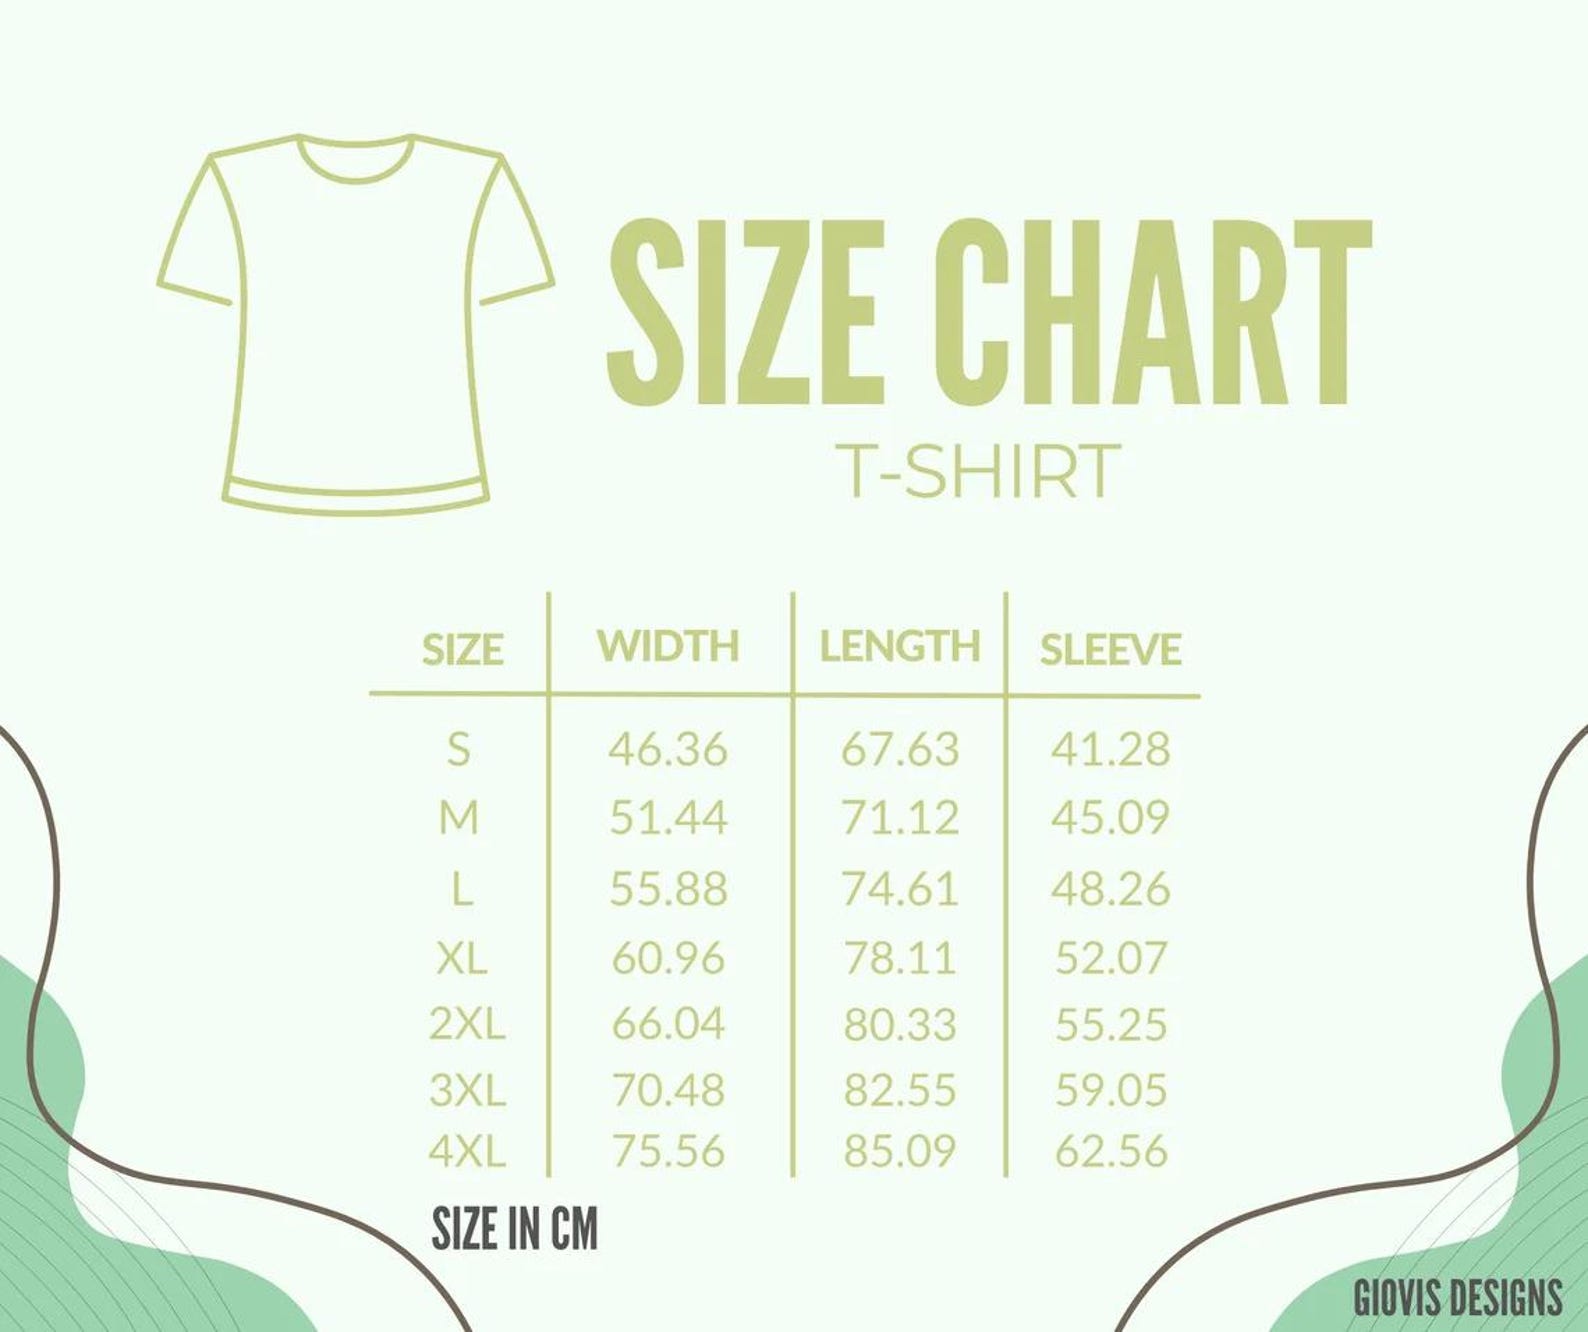 SIZE CHART
T-SHIRT
SIZE WIDTH LENGTH SLEEVE
S 46.36 67.63 41.28
M 51.44 71.12 45.09
L 55.88 74.61 48.26
XL 60.96 78.11 52.07
2XL 66.04 80.33 55.25
3XL 70.48 82.55 59.05
4XL 75.56 85.09 62.56
SIZE IN CM
GIOVIS DESIGNS